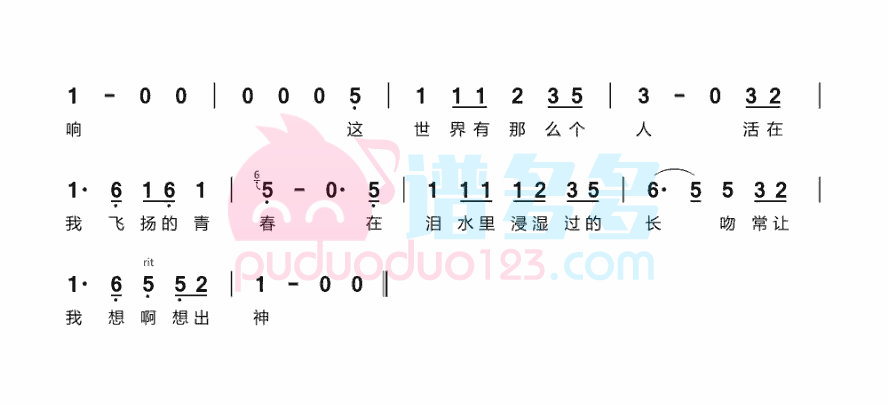 1 - 0 0 | 0 0 0 5 | 1 1 1 2 3 5 | 3 - 0 3 2 |
响 这 世 界 有 那 么 个 人 活 在
1· 6 1 6 1 | 6 5 - 0· 5 | 1 1 1 1 2 3 5 | 6· 5 5 3 2 |
我 飞 扬 的 青 春 在 泪 水 里 浸 湿 过 的 长 吻 常 让
rit
1· 6 5 5 2 | 1 - 0 0 ‖
我 想 啊 想 出 神
谱多多
puduoduo123.com